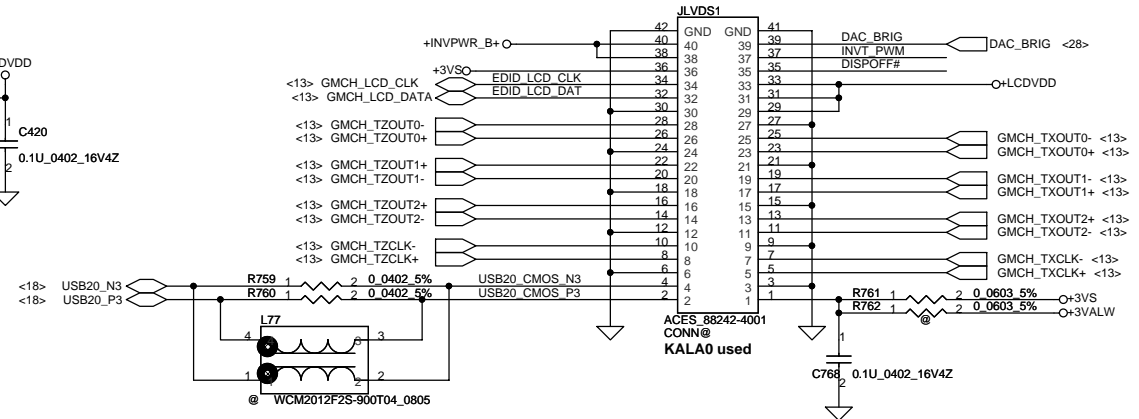 JLVDS1
42 GND GND 41
+INVPWR_B+ 40 40 39 39 DAC_BRIG DAC_BRIG <28>
38 38 37 37 INVT_PWM
+3VS 36 36 35 35 DISPOFF#
<13> GMCH_LCD_CLK EDID_LCD_CLK 34 34 33 33 +LCDVDD
<13> GMCH_LCD_DATA EDID_LCD_DAT 32 32 31 31
30 30 29 29
<13> GMCH_TZOUT0- 28 28 27 27
<13> GMCH_TZOUT0+ 26 26 25 25 GMCH_TXOUT0- <13>
24 24 23 23 GMCH_TXOUT0+ <13>
<13> GMCH_TZOUT1+ 22 22 21 21
<13> GMCH_TZOUT1- 20 20 19 19 GMCH_TXOUT1- <13>
18 18 17 17 GMCH_TXOUT1+ <13>
<13> GMCH_TZOUT2+ 16 16 15 15
<13> GMCH_TZOUT2- 14 14 13 13 GMCH_TXOUT2+ <13>
12 12 11 11 GMCH_TXOUT2- <13>
<13> GMCH_TZCLK- 10 10 9 9
<13> GMCH_TZCLK+ 8 8 7 7 GMCH_TXCLK- <13>
6 6 5 5 GMCH_TXCLK+ <13>
<18> USB20_N3 R759 1 2 0_0402_5% USB20_CMOS_N3 4 4 3 3
<18> USB20_P3 R760 1 2 0_0402_5% USB20_CMOS_P3 2 2 1 1
R761 1 2 0_0603_5% +3VS
R762 1 @ 2 0_0603_5% +3VALW
ACES_88242-4001
CONN@
KALA0 used
L77
4 3 3
1 2 2
@ WCM2012F2S-900T04_0805
1
C768 0.1U_0402_16V4Z
2
DVDD
1
C420
0.1U_0402_16V4Z
2